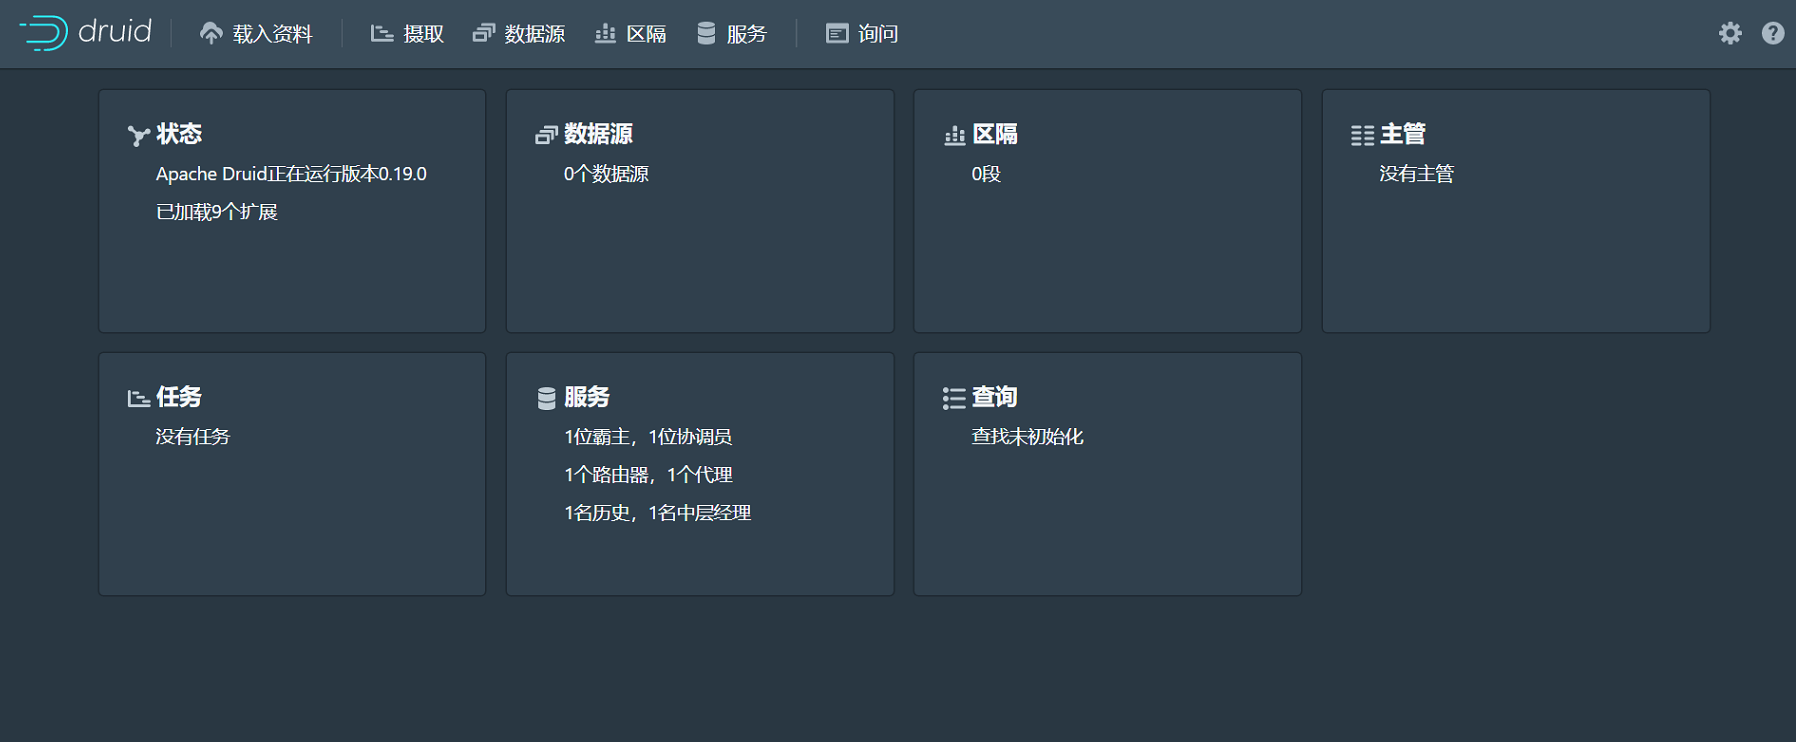 druid 载入资料 摄取 数据源 区隔 服务 询问
状态
Apache Druid正在运行版本0.19.0
已加载9个扩展
数据源
0个数据源
区隔
0段
主管
没有主管
任务
没有任务
服务
1位霸主，1位协调员
1个路由器，1个代理
1名历史，1名中层经理
查询
查找未初始化